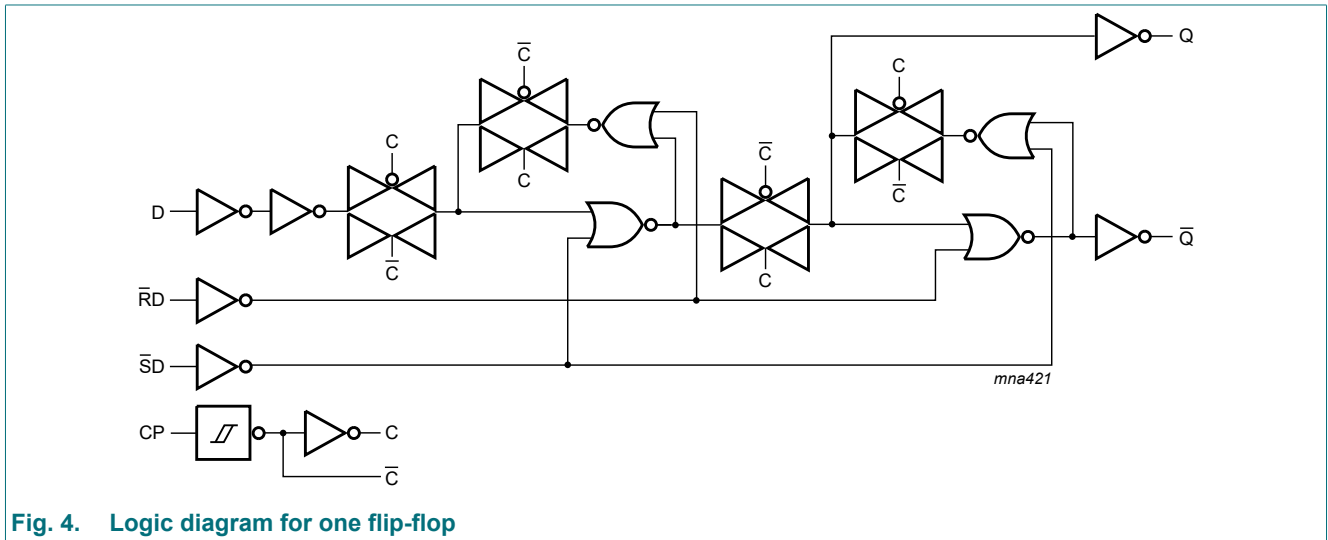 Q
C̅
C
C
C
C̅
D
C̅
C
C̅
C
Q̅
R̅D
S̅D
mna421
CP
C
C̅
Fig. 4. Logic diagram for one flip-flop